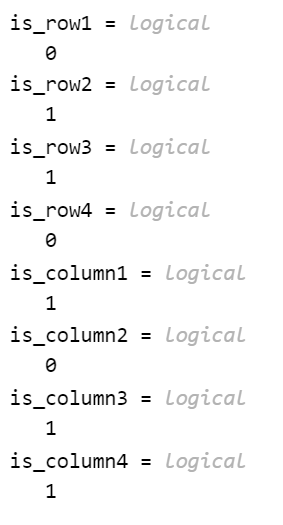 is_row1 = logical
0
is_row2 = logical
1
is_row3 = logical
1
is_row4 = logical
0
is_column1 = logical
1
is_column2 = logical
0
is_column3 = logical
1
is_column4 = logical
1